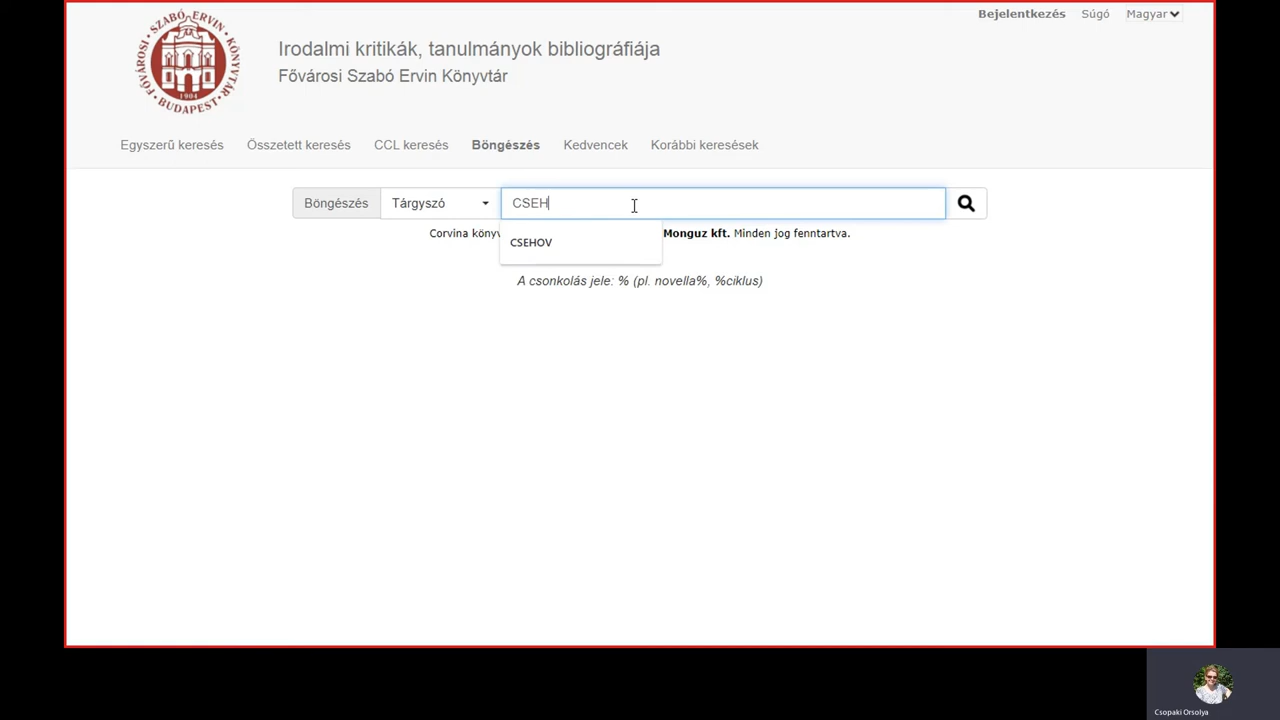 Bejelentkezés Súgó Magyar
FŐVÁROSI SZABÓ ERVIN KÖNYVTÁR
1904
BUDAPEST
Irodalmi kritikák, tanulmányok bibliográfiája
Fővárosi Szabó Ervin Könyvtár
Egyszerű keresés Összetett keresés CCL keresés Böngészés Kedvencek Korábbi keresések
Böngészés Tárgyszó CSEH
Corvina köny Monguz kft. Minden jog fenntartva.
CSEHOV
A csonkolás jele: % (pl. novella%, %ciklus)
Csopaki Orsolya